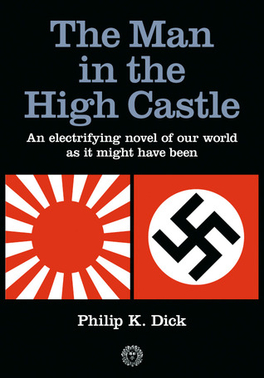 The Man
in the
High Castle
An electrifying novel of our world
as it might have been
Philip K. Dick